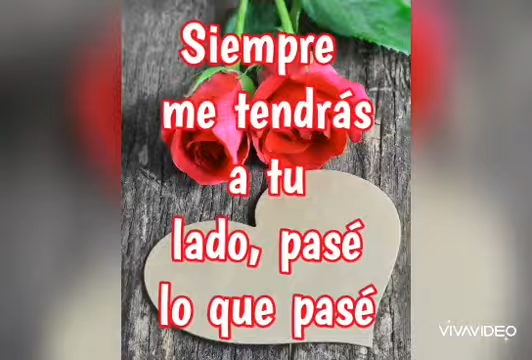 Siempre
me tendrás
a tu
lado, pasé
lo que pasé
VIVAVIDEO